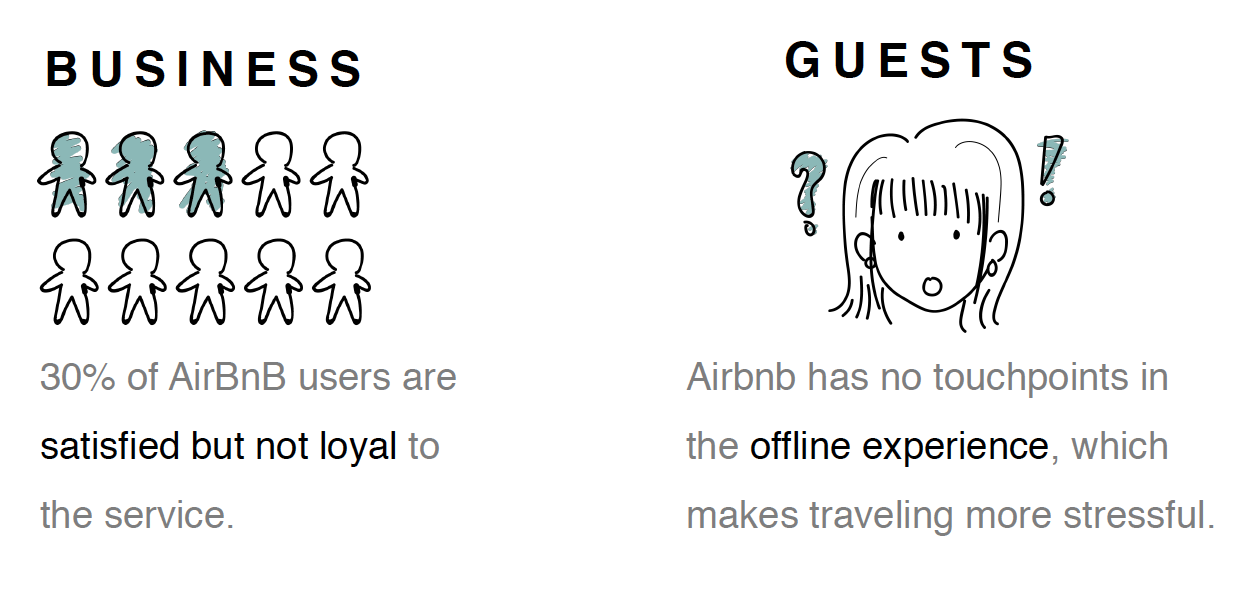 BUSINESS
30% of AirBnB users are
satisfied but not loyal to
the service.
GUESTS
? !
Airbnb has no touchpoints in
the offline experience, which
makes traveling more stressful.